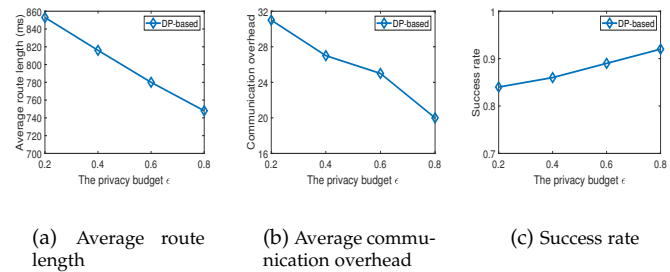 860
840
820
800
780
760
740
720
700
Average route length (ms)
DP-based
0.2 0.4 0.6 0.8
The privacy budget ϵ
(a) Average route
length
36
32
28
24
20
16
Communication overhead
DP-based
0.2 0.4 0.6 0.8
The privacy budget ϵ
(b) Average commu-
nication overhead
1
0.9
0.8
0.7
Success rate
DP-based
0.2 0.4 0.6 0.8
The privacy budget ϵ
(c) Success rate